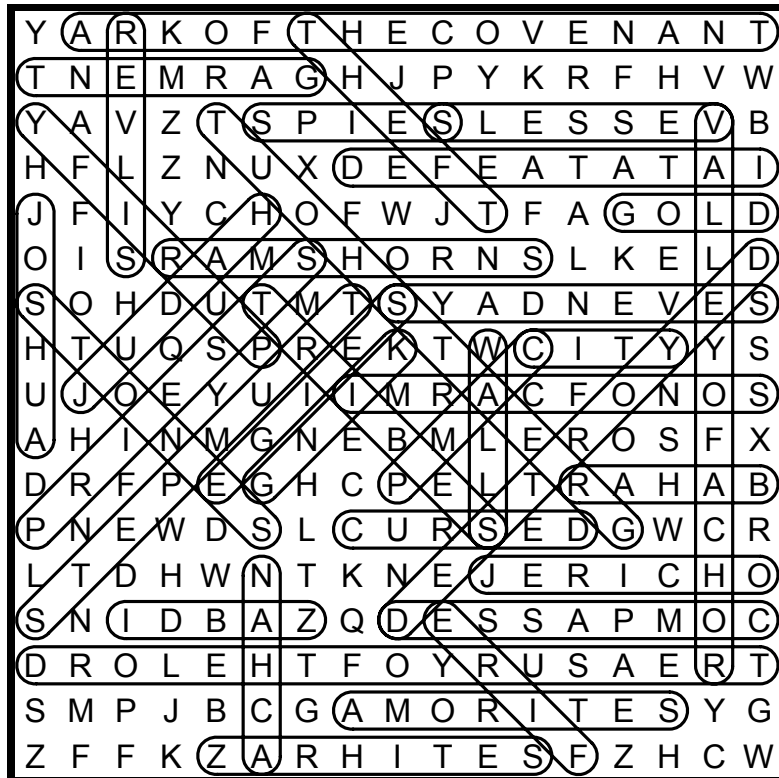 Y A R K O F T H E C O V E N A N T
T N E M R A G H J P Y K R F H V W
Y A V Z T S P I E S L E S S E V B
H F L Z N U X D E F E A T A T A I
J F I Y C H O F W J T F A G O L D
O I S R A M S H O R N S L K E L D
S O H D U T M T S Y A D N E V E S
H T U Q S P R E K T W C I T Y Y S
U J O E Y U I I M R A C F O N O S
A H I N M G N E B M L E R O S F X
D R F P E G H C P E L T R A H A B
P N E W D S L C U R S E D G W C R
L T D H W N T K N E J E R I C H O
S N I D B A Z Q D E S S A P M O C
D R O L E H T F O Y R U S A E R T
S M P J B C G A M O R I T E S Y G
Z F F K Z A R H I T E S F Z H C W